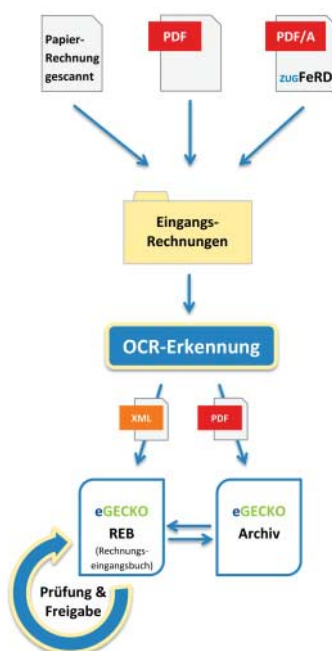 Papier-
Rechnung
gescannt
PDF
PDF/A
ZUGFeRD
Eingangs-
Rechnungen
OCR-Erkennung
XML
PDF
eGECKO
REB
(Rechnungs-
eingangsbuch)
eGECKO
Archiv
Prüfung &
Freigabe